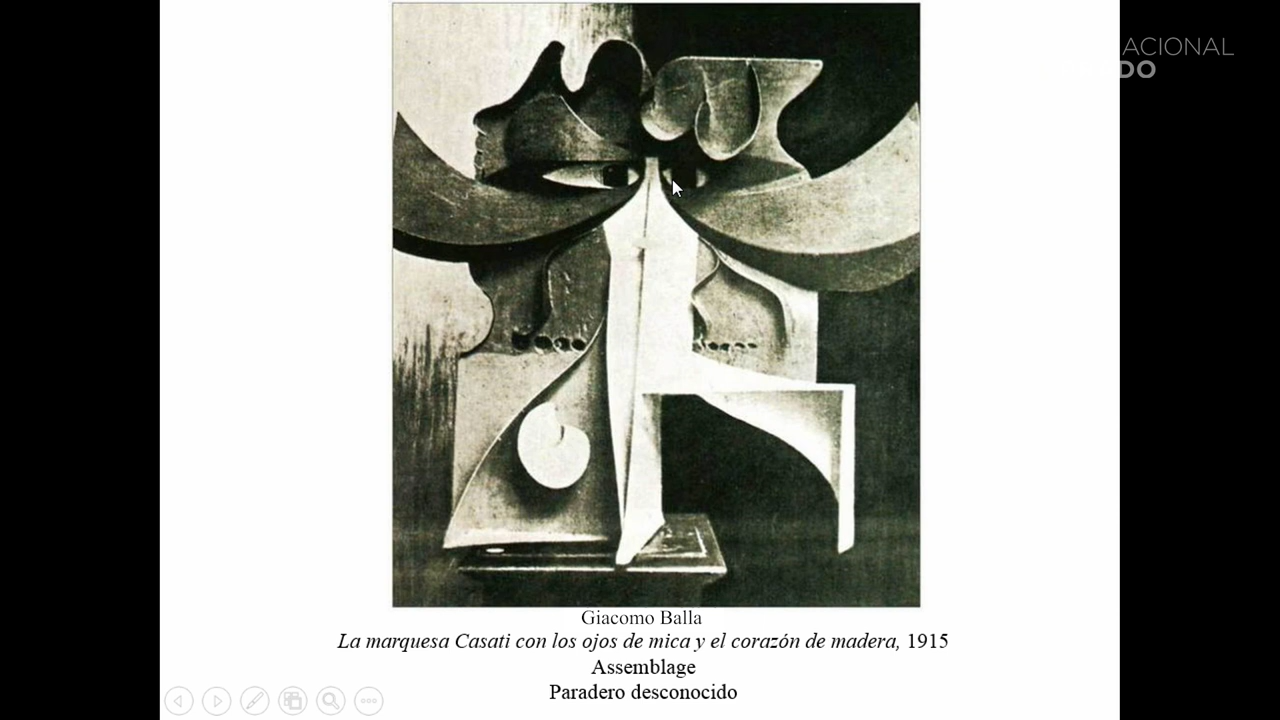 ACIONAL
DO
Giacomo Balla
La marquesa Casati con los ojos de mica y el corazón de madera, 1915
Assemblage
Paradero desconocido